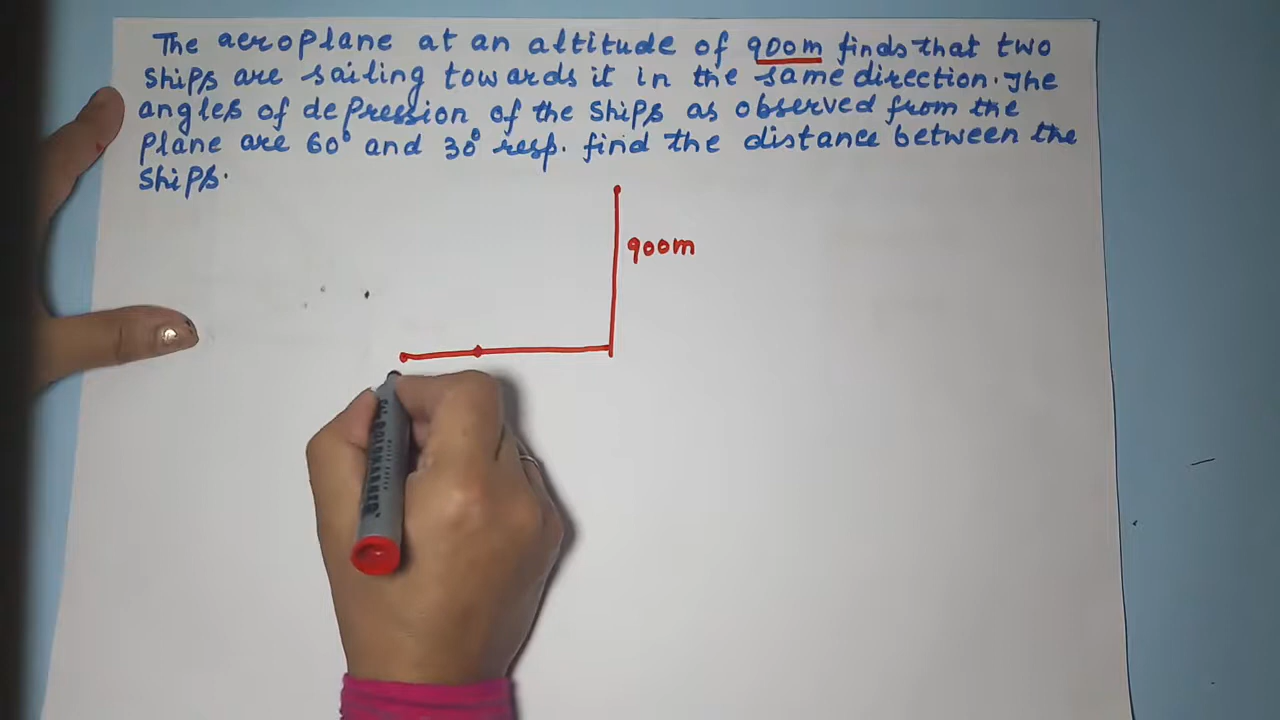 The aeroplane at an altitude of 900m finds that two
ships are sailing towards it in the same direction. The
angles of depression of the ships as observed from the
plane are 60° and 30° resp. find the distance between the
ships.
900m